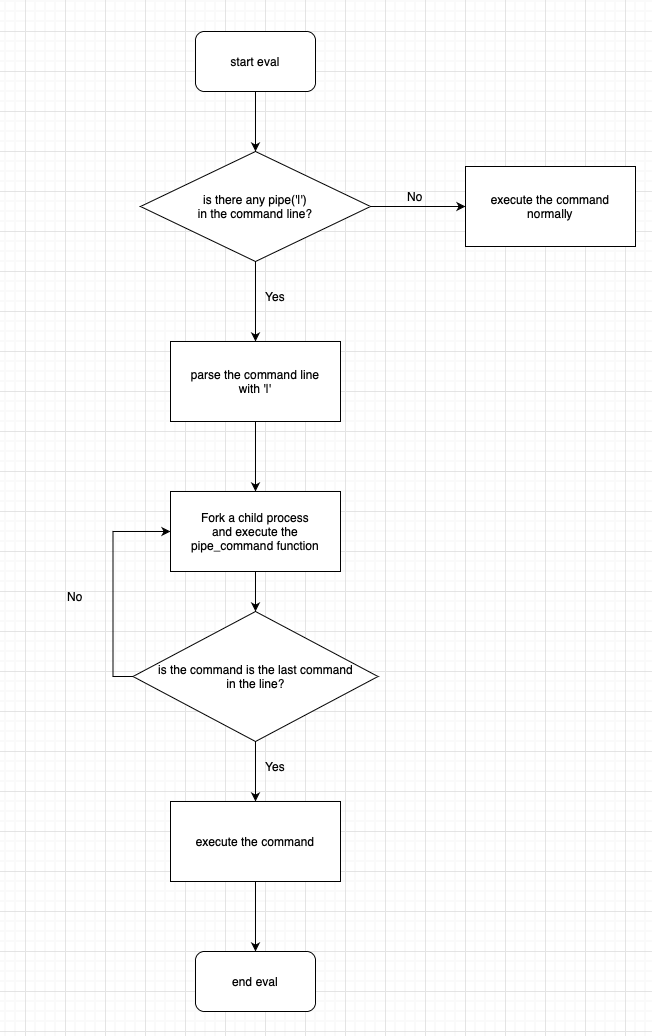 start eval
is there any pipe('|')
in the command line?
No
execute the command
normally
Yes
parse the command line
with '|'
Fork a child process
and execute the
pipe_command function
No
is the command is the last command
in the line?
Yes
execute the command
end eval